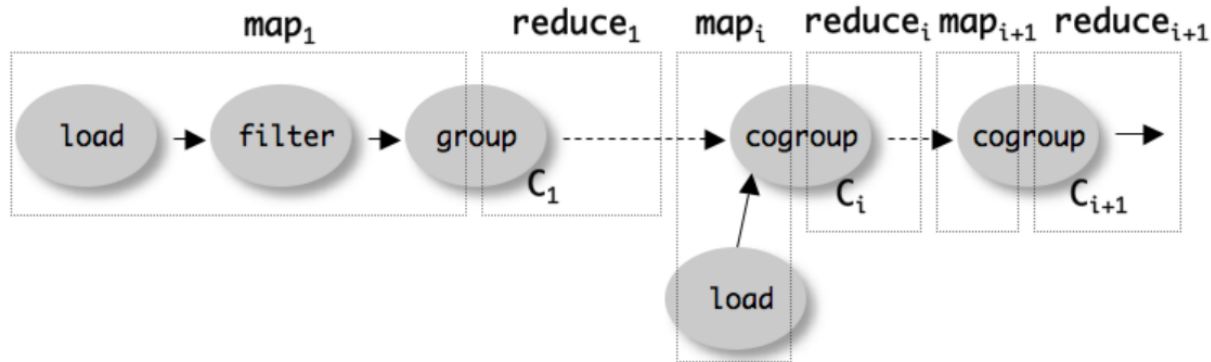 map₁ reduce₁ mapᵢ reduceᵢ mapᵢ₊₁ reduceᵢ₊₁
load filter group cogroup cogroup
C₁ Cᵢ Cᵢ₊₁
load